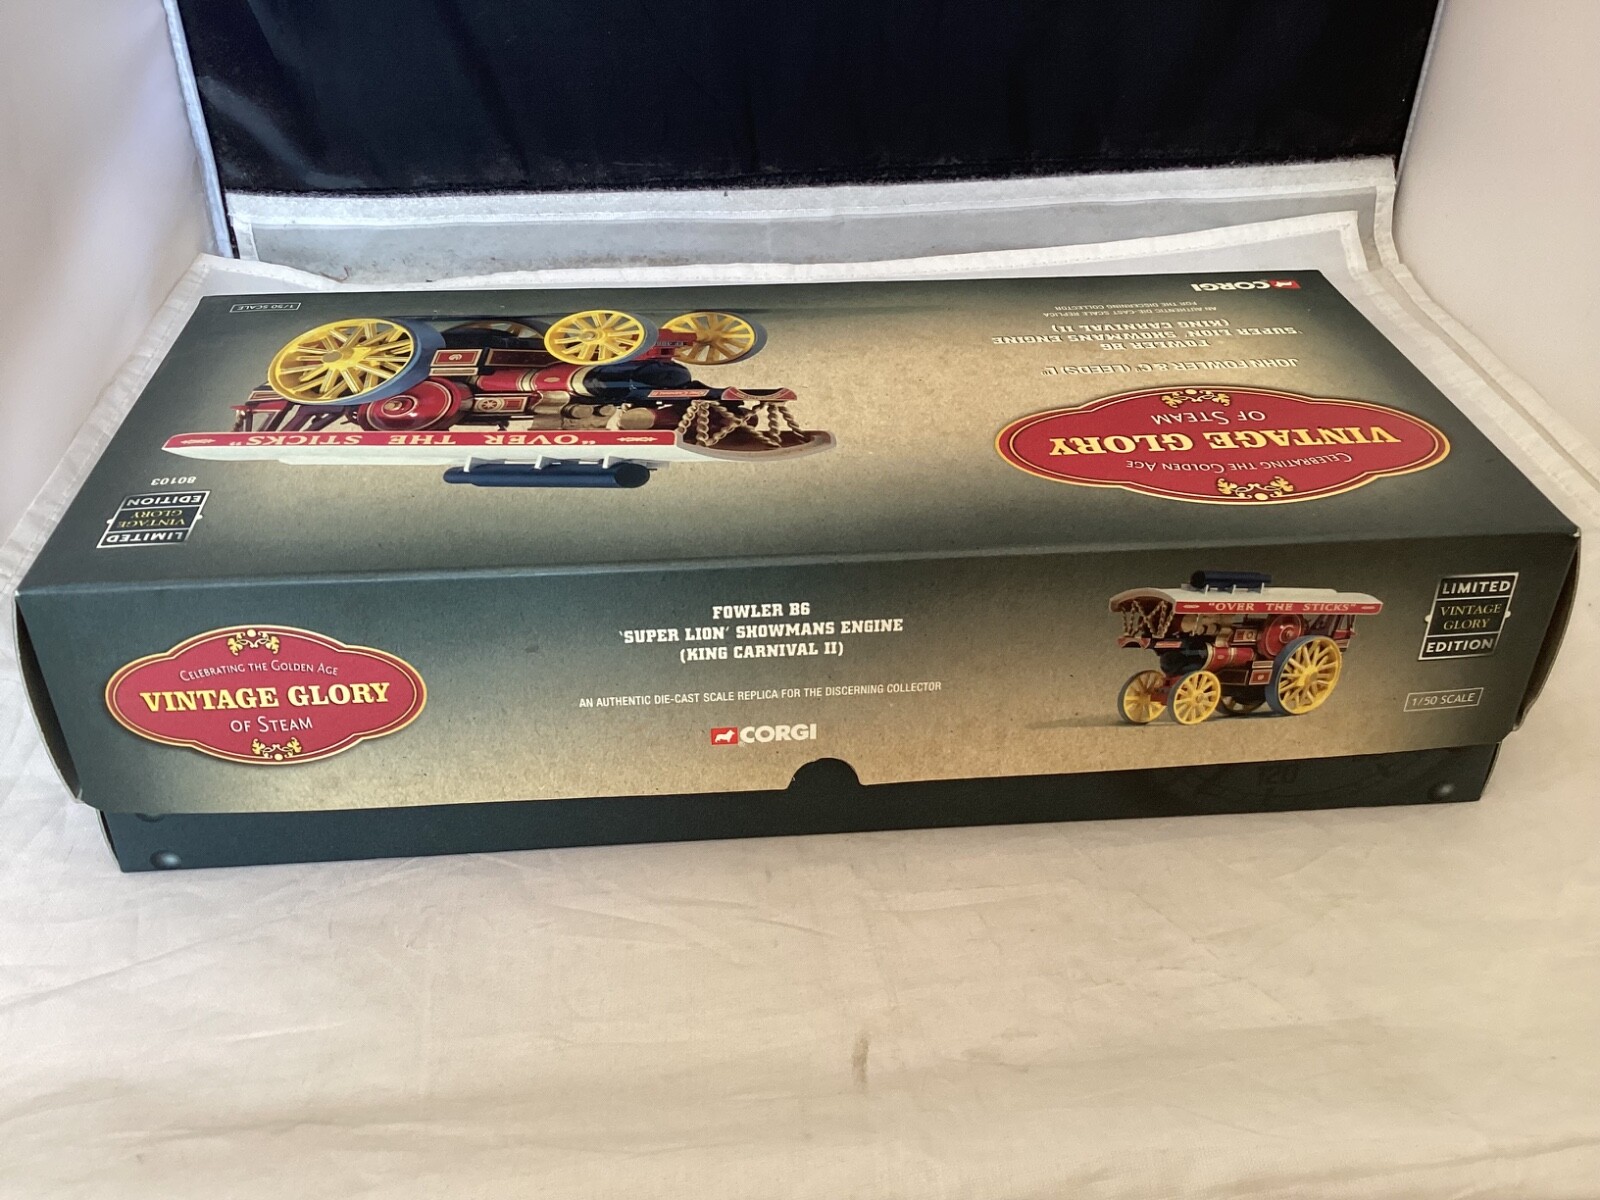 1/50 SCALE
CORGI
AN AUTHENTIC DIE-CAST SCALE REPLICA
FOR THE DISCERNING COLLECTOR
FOWLER B6
'SUPER LION' SHOWMANS ENGINE
(KING CARNIVAL II)
JOHN FOWLER & Cº (LEEDS) Lᵀ
CELEBRATING THE GOLDEN AGE
VINTAGE GLORY
OF STEAM
"OVER THE STICKS"
80103
LIMITED
VINTAGE
GLORY
EDITION
CELEBRATING THE GOLDEN AGE
VINTAGE GLORY
OF STEAM
FOWLER B6
'SUPER LION' SHOWMANS ENGINE
(KING CARNIVAL II)
AN AUTHENTIC DIE-CAST SCALE REPLICA FOR THE DISCERNING COLLECTOR
CORGI
"OVER THE STICKS"
LIMITED
VINTAGE
GLORY
EDITION
1/50 SCALE
120